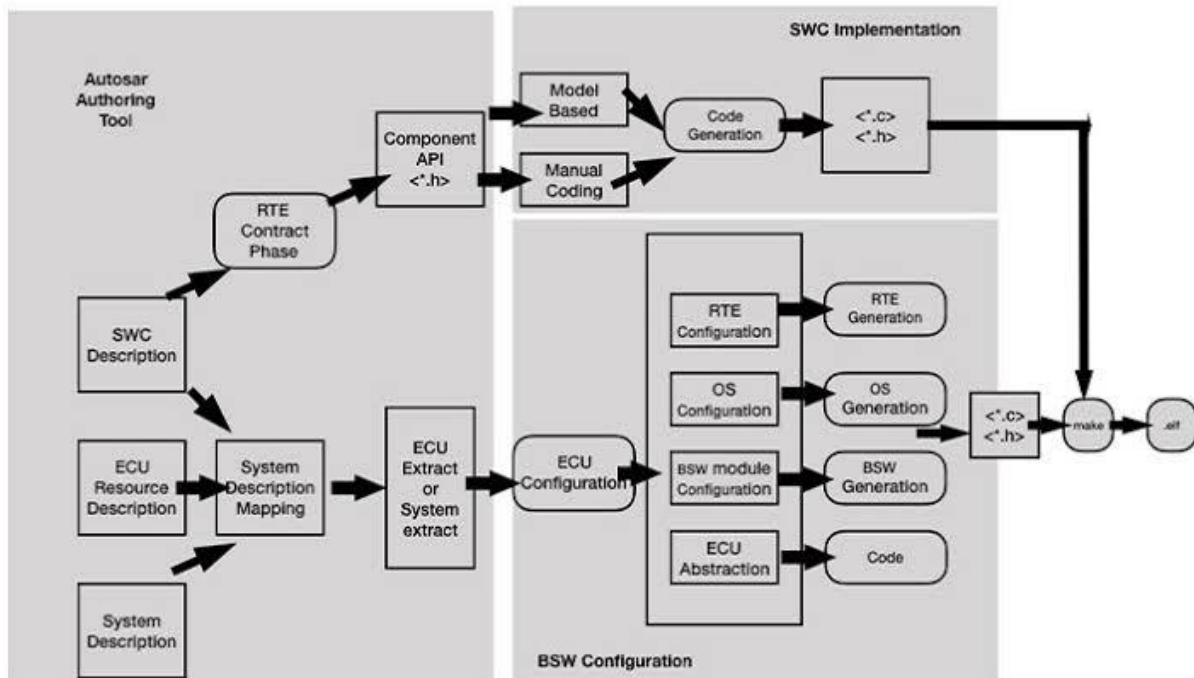 SWC Implementation
Autosar
Authoring
Tool
Model
Based
Code
Generation
<*.c>
<*.h>
Component
API
<*.h>
Manual
Coding
RTE
Contract
Phase
SWC
Description
RTE
Configuration
RTE
Generation
OS
Configuration
OS
Generation
<*.c>
<*.h>
make
.elf
ECU
Resource
Description
System
Description
Mapping
ECU
Extract
or
System
extract
ECU
Configuration
BSW module
Configuration
BSW
Generation
ECU
Abstraction
Code
System
Description
BSW Configuration